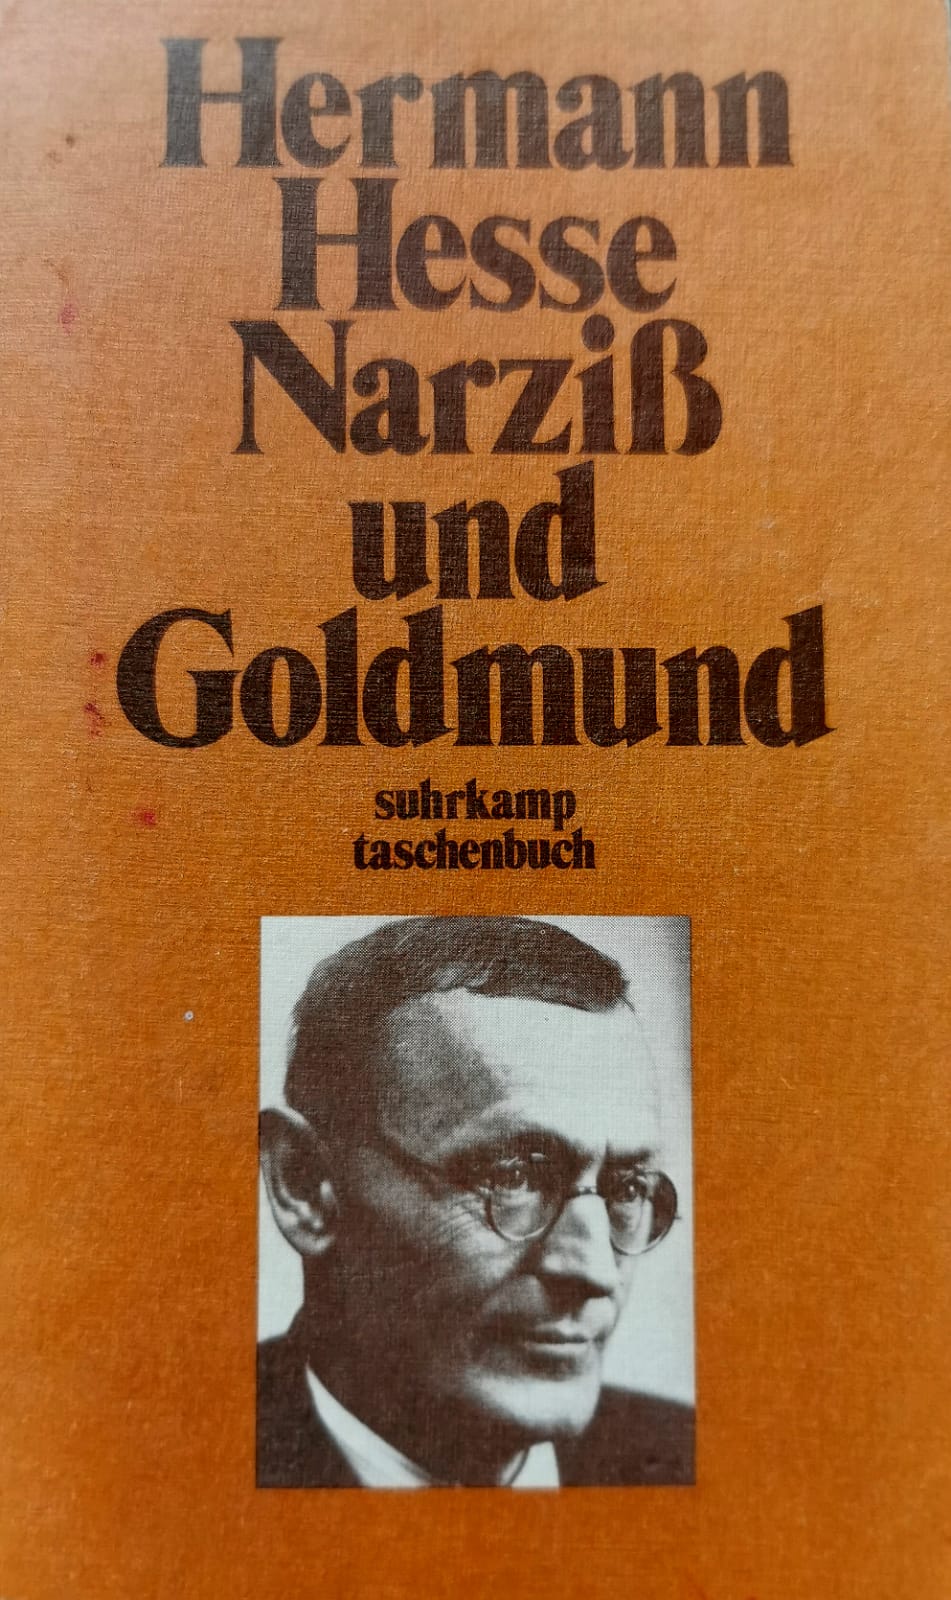 Hermann
Hesse
Narziß
und
Goldmund
suhrkamp
taschenbuch